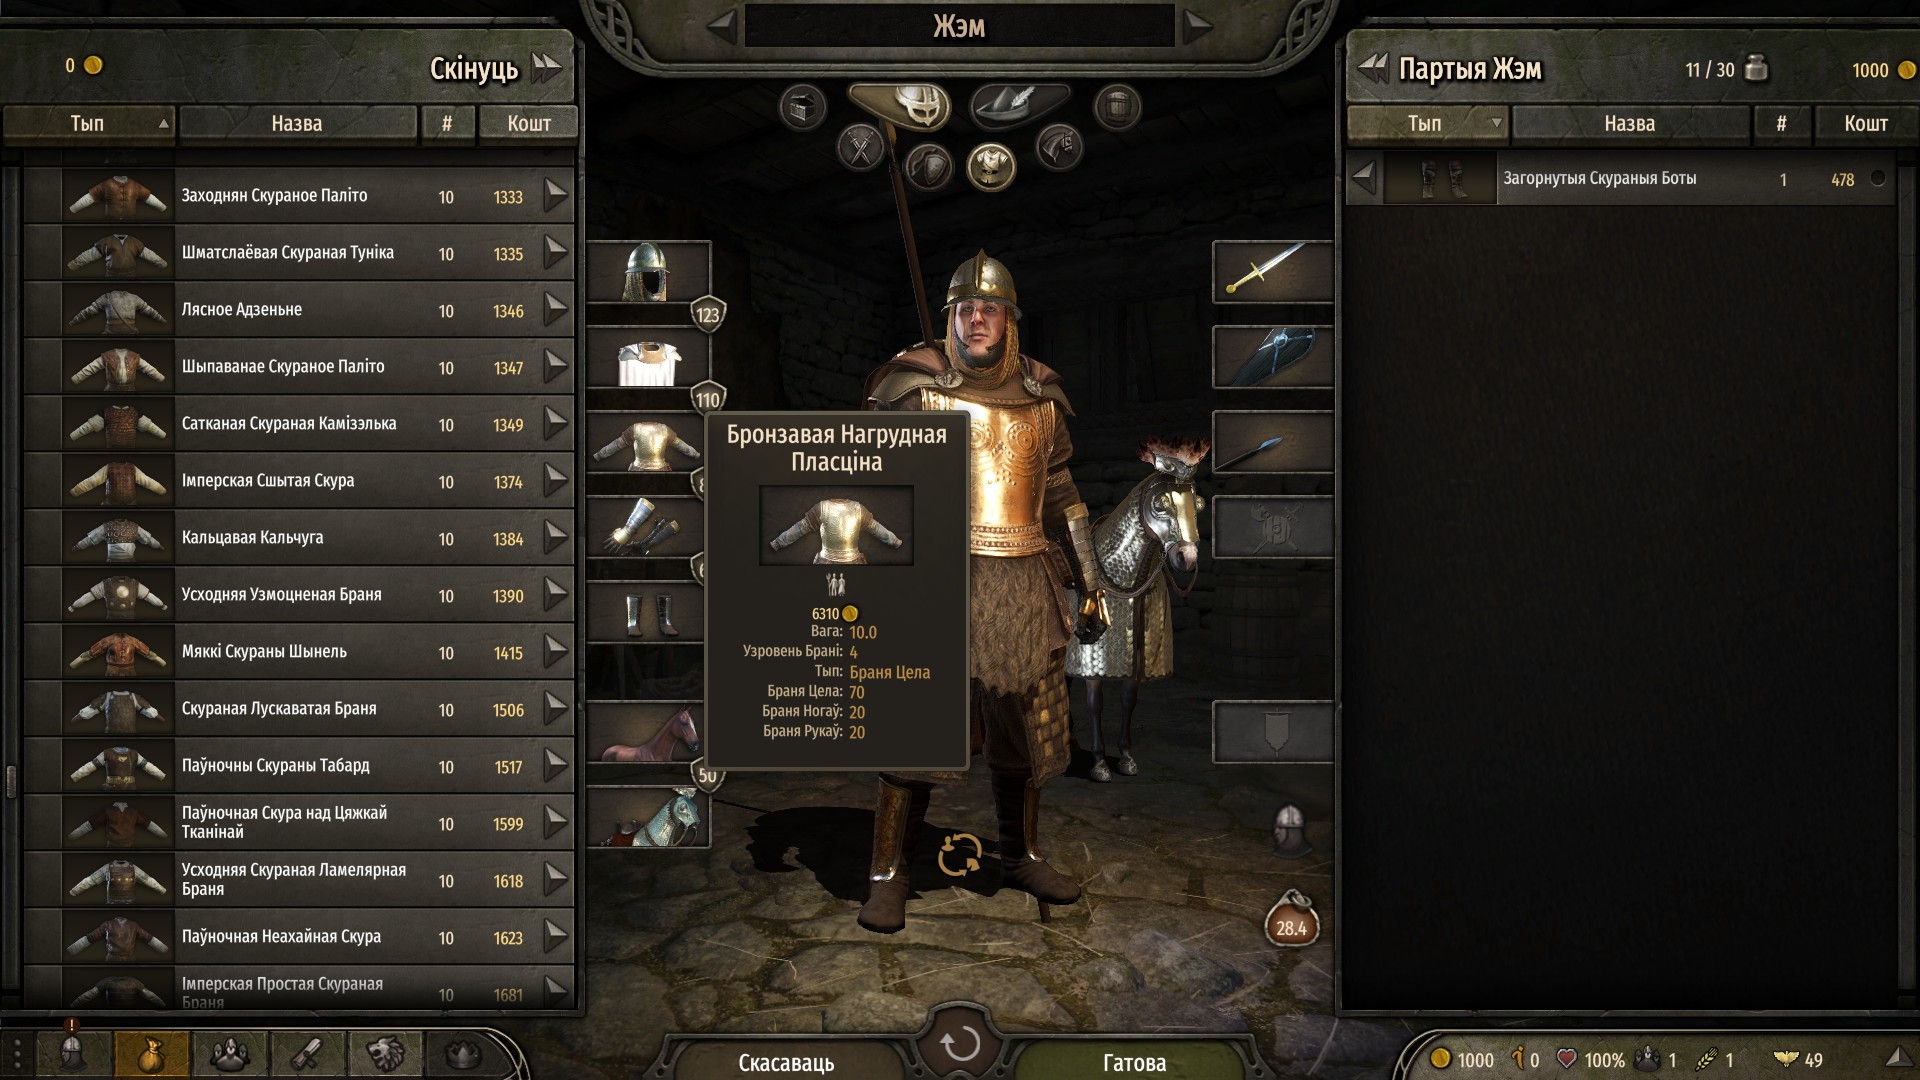 Жэм
0
Скінуць
Тып
Назва
#
Кошт
Заходнян Скураное Паліто
10
1333
Шматслаёвая Скураная Туніка
10
1335
Лясное Адзеньне
10
1346
Шыпаванае Скураное Паліто
10
1347
Сатканая Скураная Камізэлька
10
1349
Імперская Сшытая Скура
10
1374
Кальцавая Кальчуга
10
1384
Усходняя Узмоцненая Браня
10
1390
Мяккі Скураны Шынель
10
1415
Скураная Лускаватая Браня
10
1506
Паўночны Скураны Табард
10
1517
Паўночная Скура над Цяжкай
Тканінай
10
1599
Усходняя Скураная Ламелярная
Браня
10
1618
Паўночная Неахайная Скура
10
1623
Імперская Простая Скураная
Браня
10
1681
123
110
Бронзавая Нагрудная
Пласціна
6310
Вага: 10.0
Узровень Брані: 4
Тып: Браня Цела
Браня Цела: 70
Браня Ногаў: 20
Браня Рукаў: 20
50
28.4
Партыя Жэм
11 / 30
1000
Тып
Назва
#
Кошт
Загорнутыя Скураныя Боты
1
478
!
Скасаваць
Гатова
1000
0
100%
1
1
49